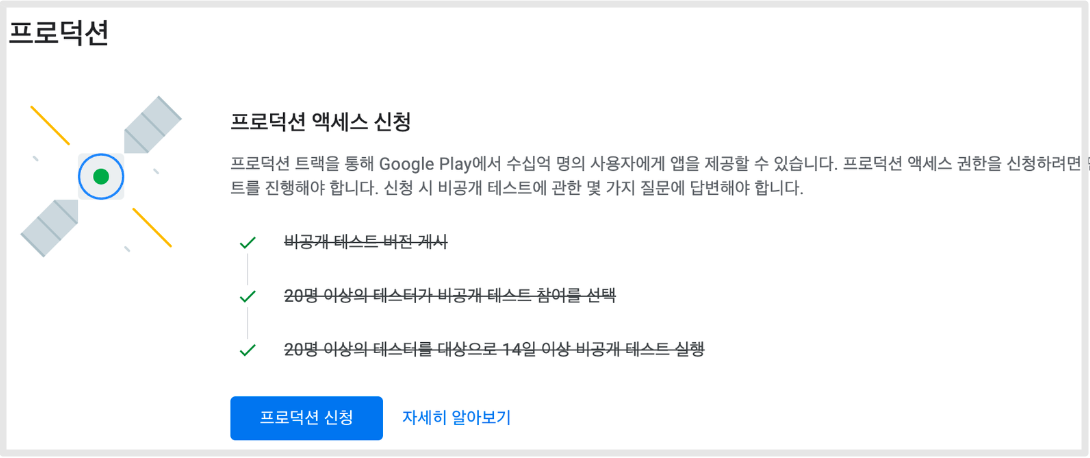 프로덕션
프로덕션 액세스 신청
프로덕션 트랙을 통해 Google Play에서 수십억 명의 사용자에게 앱을 제공할 수 있습니다. 프로덕션 액세스 권한을 신청하려면
트를 진행해야 합니다. 신청 시 비공개 테스트에 관한 몇 가지 질문에 답변해야 합니다.
비공개 테스트 버전 게시
20명 이상의 테스터가 비공개 테스트 참여를 선택
20명 이상의 테스터를 대상으로 14일 이상 비공개 테스트 실행
프로덕션 신청 자세히 알아보기